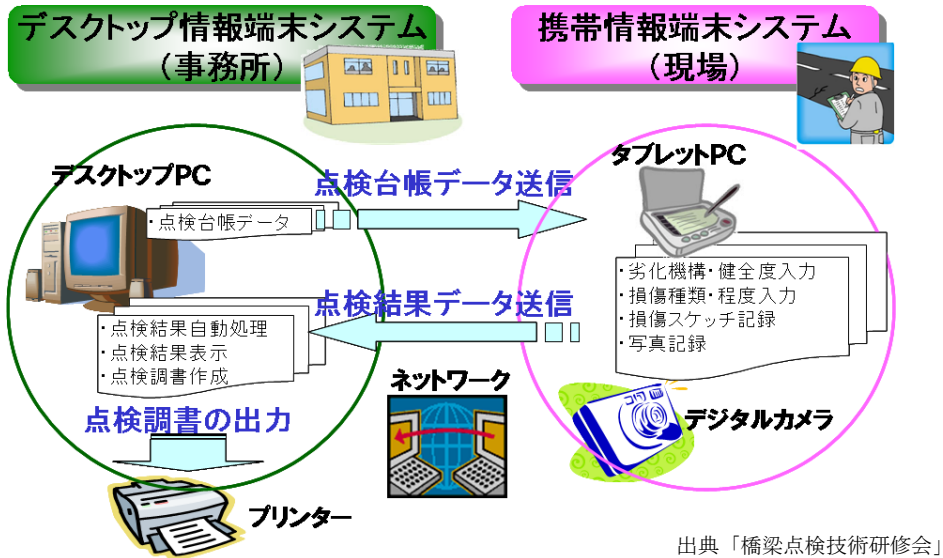 デスクトップ情報端末システム
（事務所）
携帯情報端末システム
（現場）
デスクトップPC
・点検台帳データ
点検台帳データ送信
タブレットPC
・劣化機構・健全度入力
・損傷種類・程度入力
・損傷スケッチ記録
・写真記録
点検結果データ送信
・点検結果自動処理
・点検結果表示
・点検調書作成
点検調書の出力
ネットワーク
デジタルカメラ
プリンター
出典「橋梁点検技術研修会」